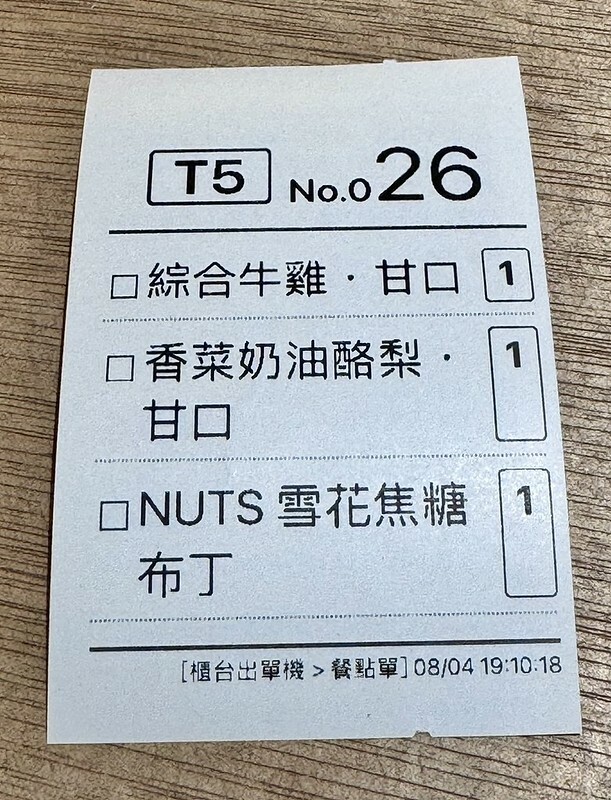 T5 No.026
□ 綜合牛雞・甘口 1
□ 香菜奶油酪梨・ 1
甘口
□ NUTS 雪花焦糖 1
布丁
[櫃台出單機 > 餐點單] 08/04 19:10:18